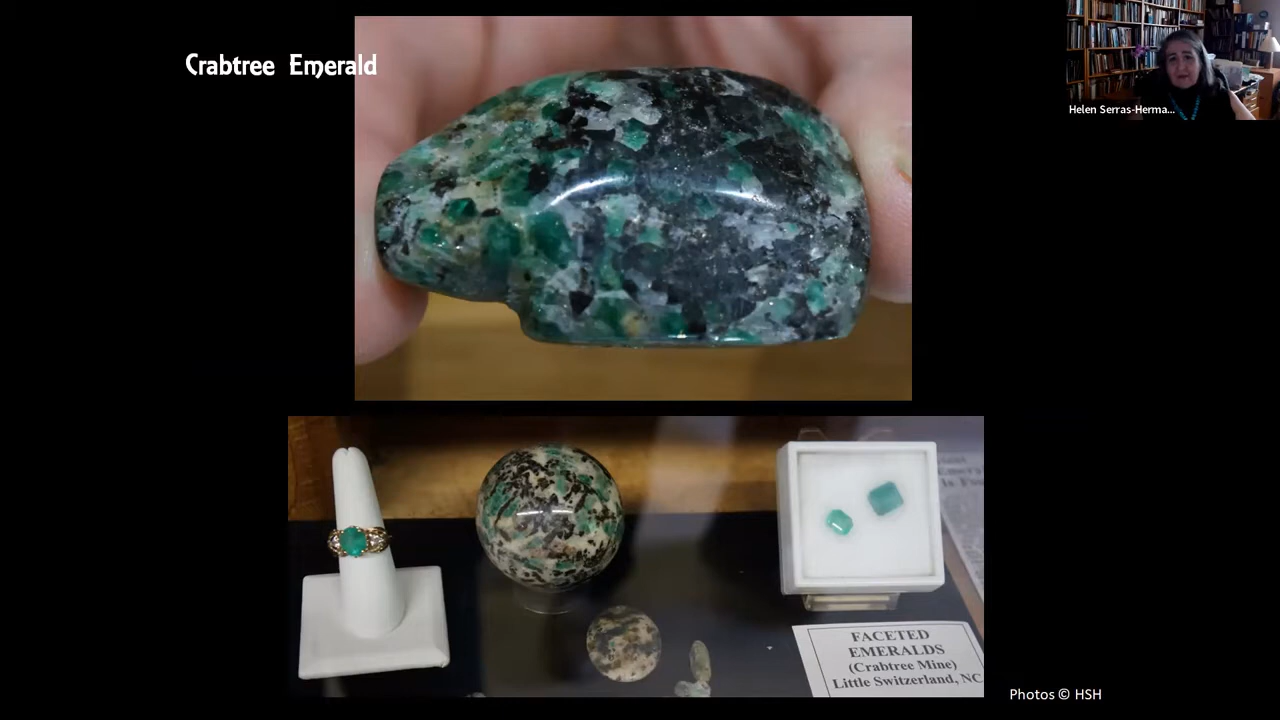 Crabtree Emerald
Helen Serras-Herma...
FACETED
EMERALDS
(Crabtree Mine)
Little Switzerland, NC
Photos © HSH